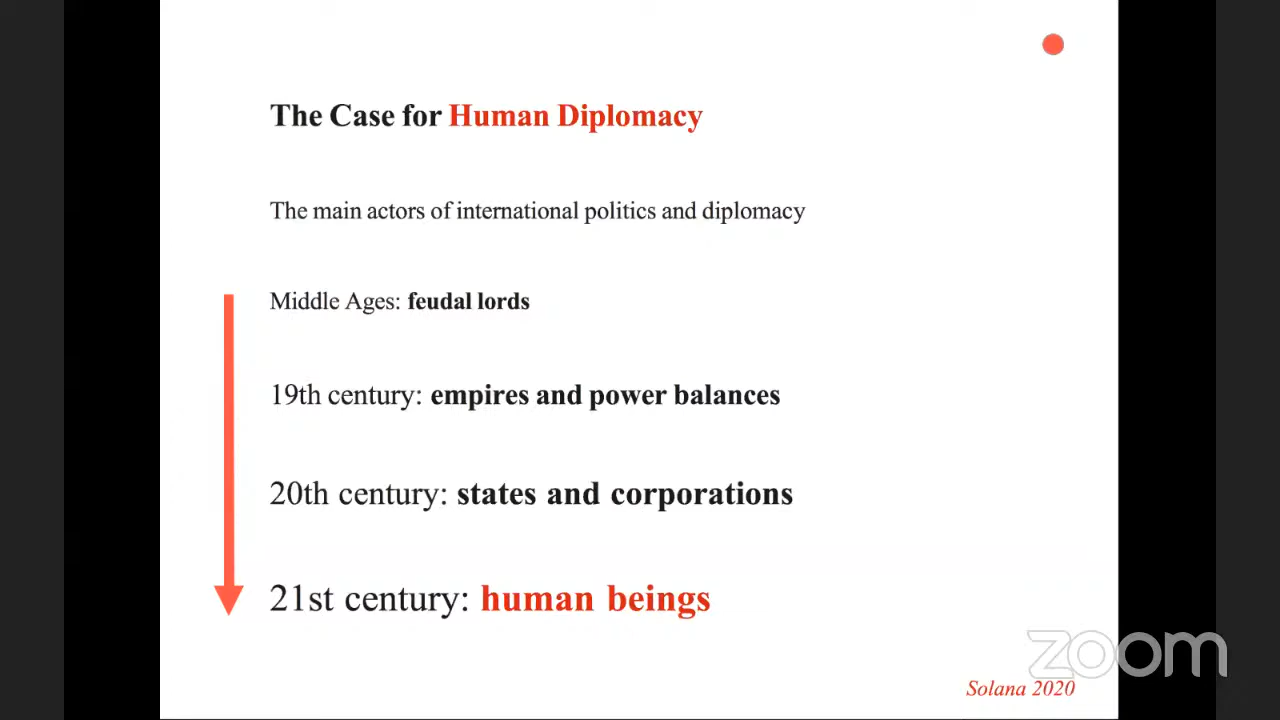 The Case for Human Diplomacy
The main actors of international politics and diplomacy
Middle Ages: feudal lords
19th century: empires and power balances
20th century: states and corporations
21st century: human beings
zoom
Solana 2020